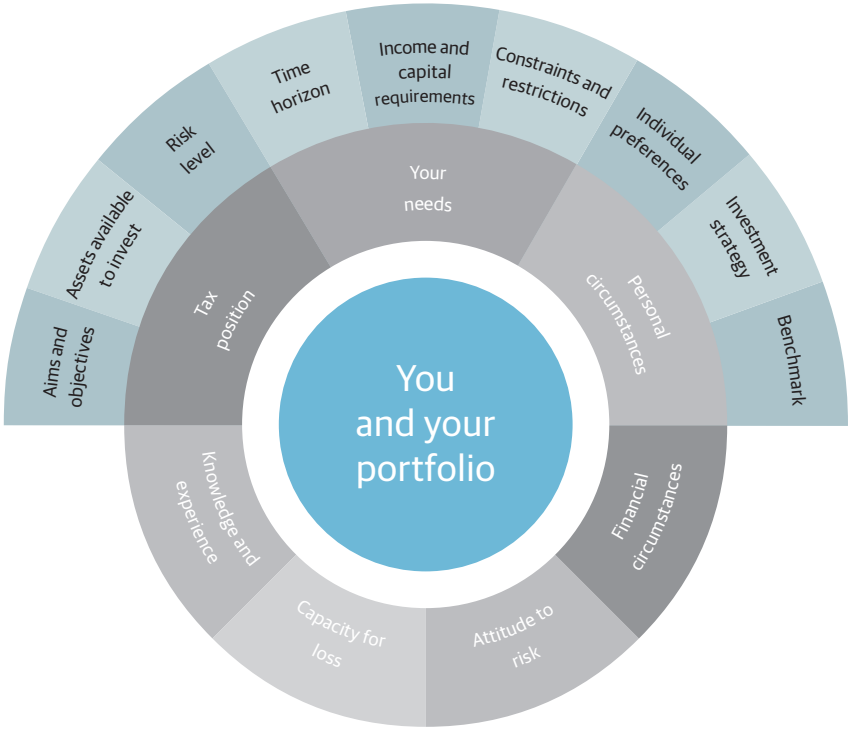 Aims and
objectives
Assets available
to invest
Risk
level
Time
horizon
Income and
capital
requirements
Constraints and
restrictions
Individual
preferences
Investment
strategy
Benchmark
Tax
position
Your
needs
Personal
circumstances
Financial
circumstances
Attitude to
risk
Capacity for
loss
Knowledge and
experience
You
and your
portfolio